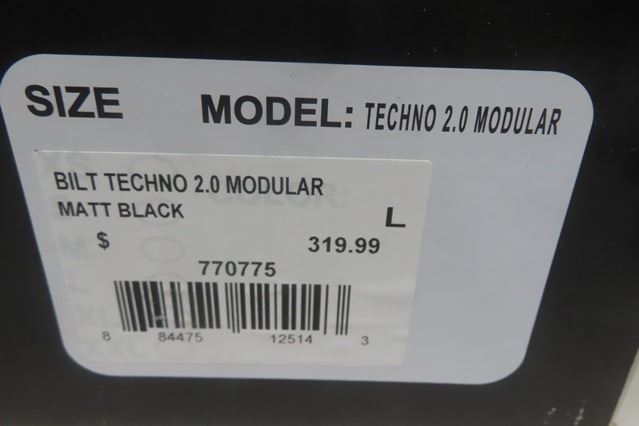 SIZE MODEL: TECHNO 2.0 MODULAR
BILT TECHNO 2.0 MODULAR
MATT BLACK L
$ 319.99
770775
8 84475 12514 3